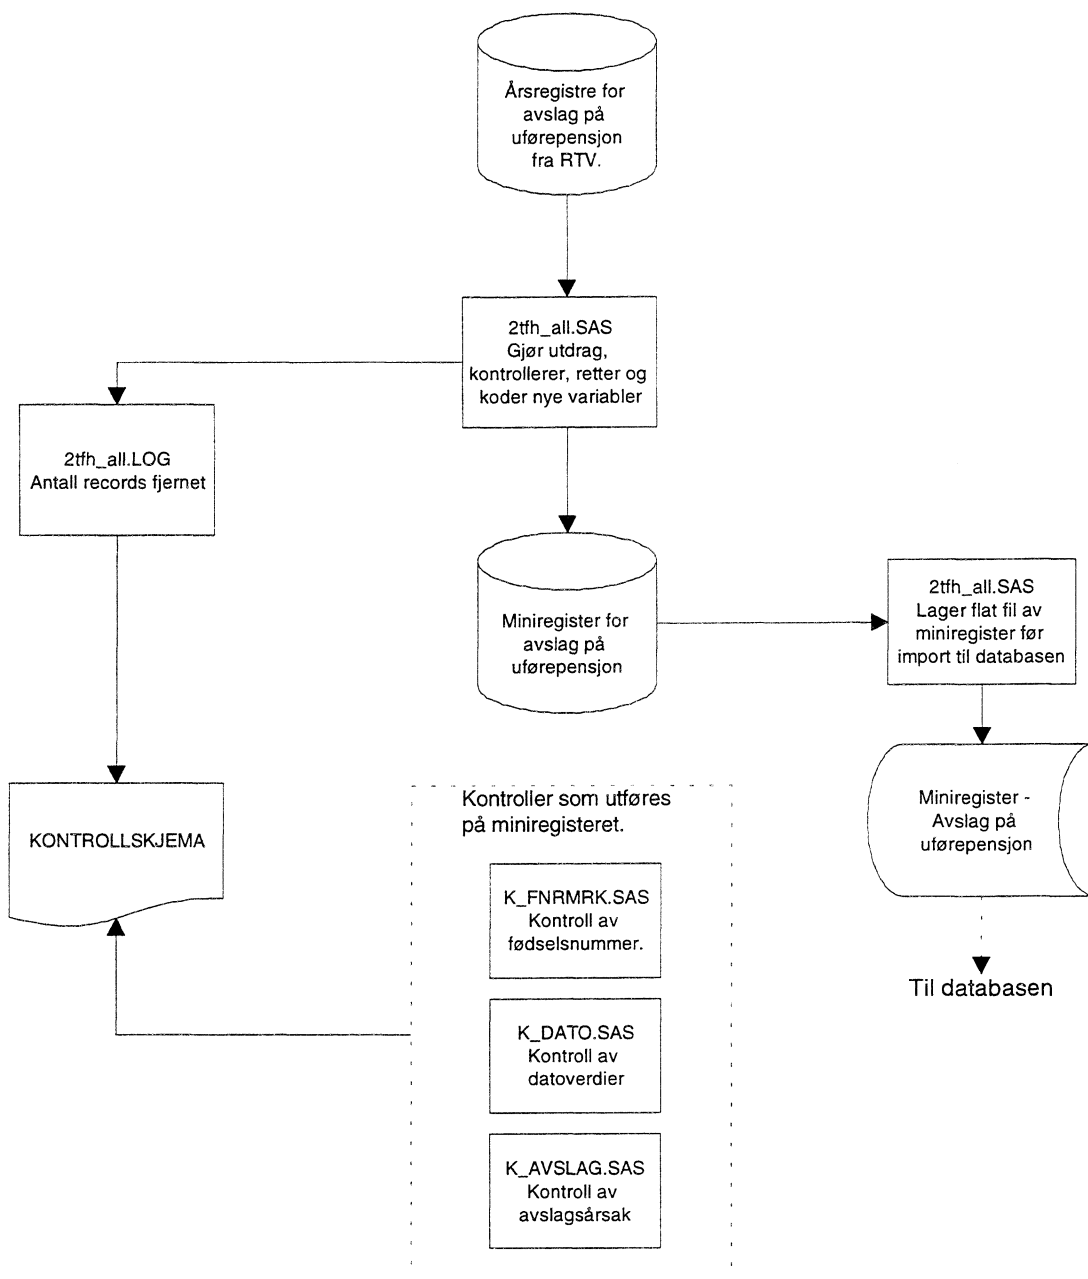 Årsregistre for
avslag på
uførepensjon
fra RTV.
2tfh_all.SAS
Gjør utdrag,
kontrollerer, retter og
koder nye variabler
2tfh_all.LOG
Antall records fjernet
Miniregister for
avslag på
uførepensjon
2tfh_all.SAS
Lager flat fil av
miniregister før
import til databasen
Miniregister -
Avslag på
uførepensjon
Til databasen
KONTROLLSKJEMA
Kontroller som utføres
på miniregisteret.
K_FNRMRK.SAS
Kontroll av
fødselsnummer.
K_DATO.SAS
Kontroll av
datoverdier
K_AVSLAG.SAS
Kontroll av
avslagsårsak